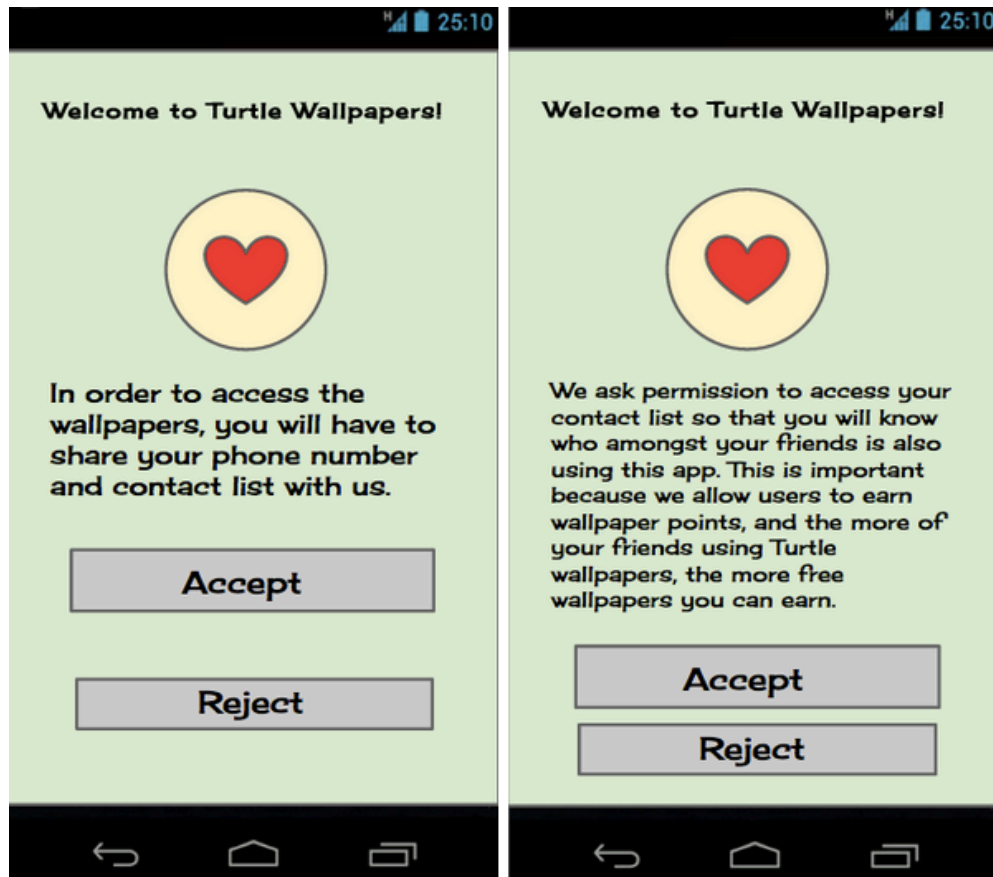 H 25:10
Welcome to Turtle Wallpapers!
In order to access the
wallpapers, you will have to
share your phone number
and contact list with us.
Accept
Reject
H 25:10
Welcome to Turtle Wallpapers!
We ask permission to access your
contact list so that you will know
who amongst your friends is also
using this app. This is important
because we allow users to earn
wallpaper points, and the more of
your friends using Turtle
wallpapers, the more free
wallpapers you can earn.
Accept
Reject